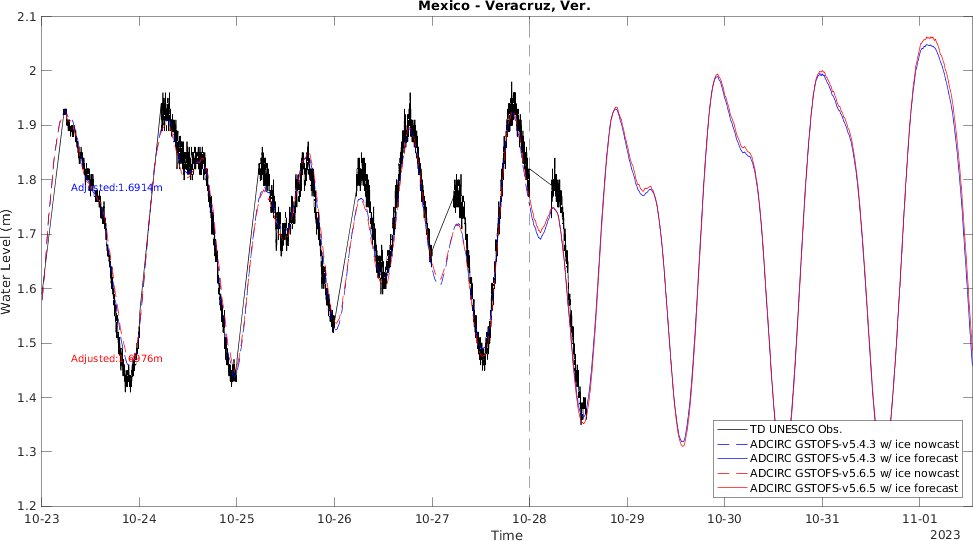 Mexico - Veracruz, Ver.
2.1
2
1.9
1.8
1.7
1.6
1.5
1.4
1.3
1.2
Water Level (m)
Adjusted:1.6914m
Adjusted:1.6976m
TD UNESCO Obs.
ADCIRC GSTOFS-v5.4.3 w/ ice nowcast
ADCIRC GSTOFS-v5.4.3 w/ ice forecast
ADCIRC GSTOFS-v5.6.5 w/ ice nowcast
ADCIRC GSTOFS-v5.6.5 w/ ice forecast
10-23 10-24 10-25 10-26 10-27 10-28 10-29 10-30 10-31 11-01
Time
2023